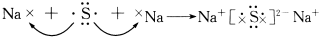 Na× + ·S̈· + ×Na ⟶ Na⁺ [×S̈×]²⁻ Na⁺